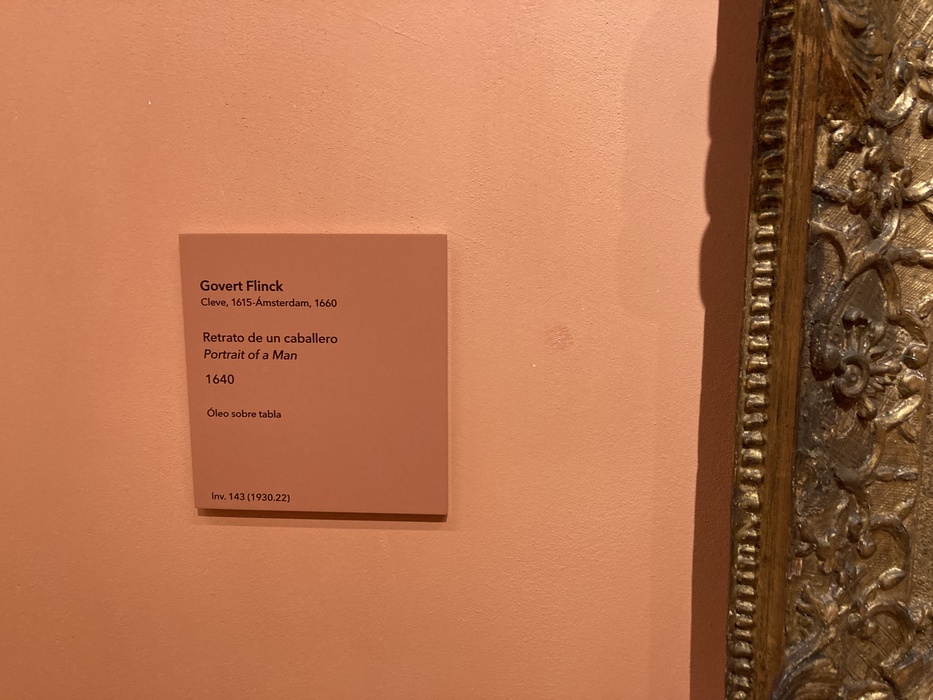 Govert Flinck
Cleve, 1615-Ámsterdam, 1660
Retrato de un caballero
Portrait of a Man
1640
Óleo sobre tabla
Inv. 143 (1930.22)